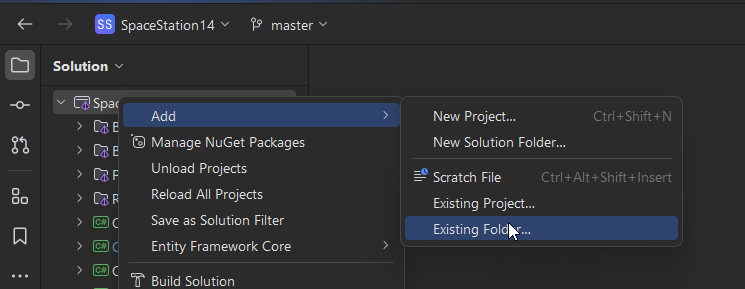 SS SpaceStation14 master
Solution
Spac
Add
Manage NuGet Packages
Unload Projects
Reload All Projects
Save as Solution Filter
Entity Framework Core
Build Solution
New Project... Ctrl+Shift+N
New Solution Folder...
Scratch File Ctrl+Alt+Shift+Insert
Existing Project...
Existing Folder...
B
B
F
R
C# C
C# C
C# C